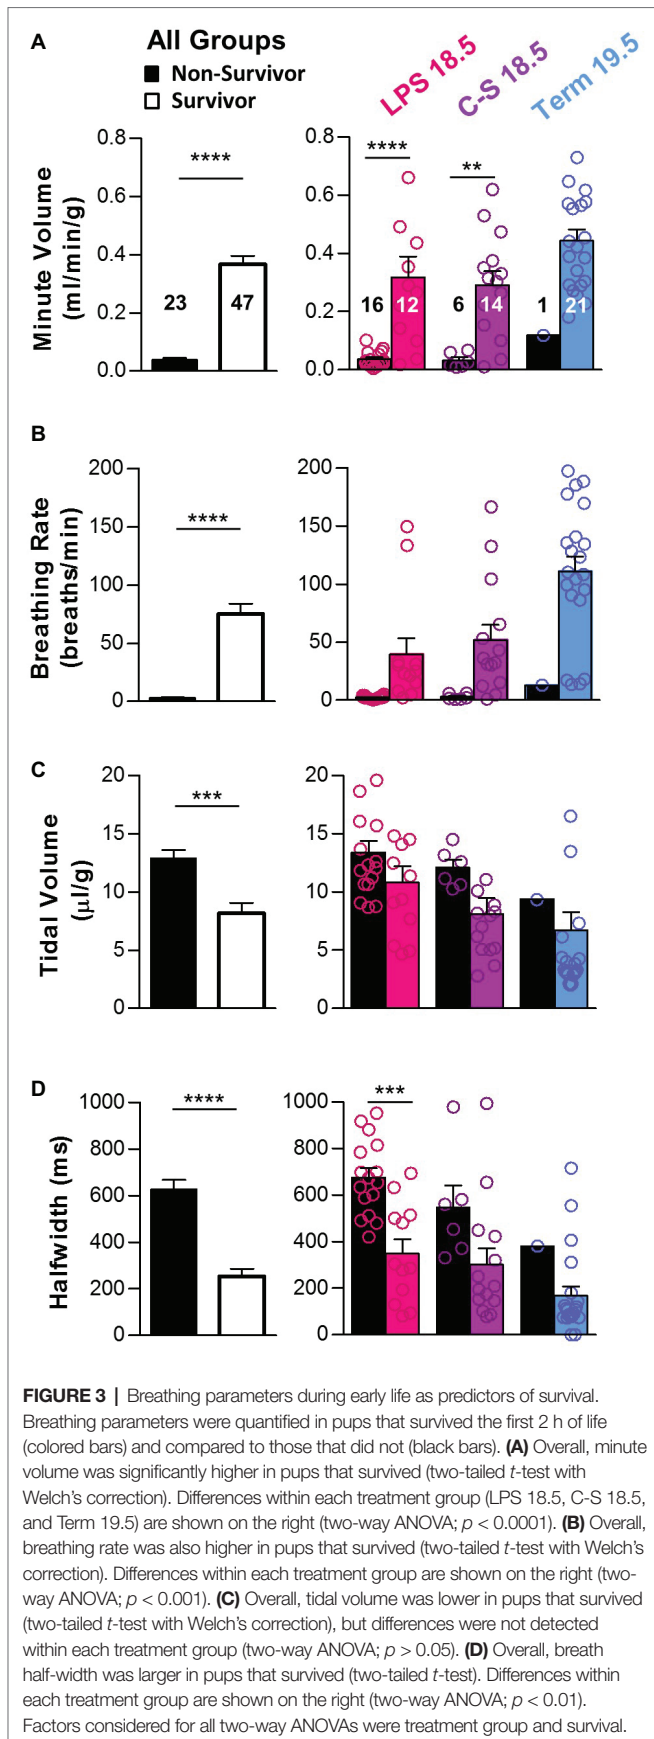 A
All Groups
Non-Survivor
Survivor
LPS 18.5
C-S 18.5
Term 19.5
Minute Volume
(ml/min/g)
0.8
0.6
0.4
0.2
0.0
****
23
47
0.8
0.6
0.4
0.2
0.0
****
**
16
12
6
14
1
21
B
Breathing Rate
(breaths/min)
200
150
100
50
0
****
200
150
100
50
0
C
Tidal Volume
(µl/g)
20
15
10
5
0
***
20
15
10
5
0
D
Halfwidth (ms)
1000
800
600
400
200
0
****
1000
800
600
400
200
0
***
FIGURE 3 | Breathing parameters during early life as predictors of survival.
Breathing parameters were quantified in pups that survived the first 2 h of life
(colored bars) and compared to those that did not (black bars). (A) Overall, minute
volume was significantly higher in pups that survived (two-tailed t-test with
Welch's correction). Differences within each treatment group (LPS 18.5, C-S 18.5,
and Term 19.5) are shown on the right (two-way ANOVA; p < 0.0001). (B) Overall,
breathing rate was also higher in pups that survived (two-tailed t-test with Welch's
correction). Differences within each treatment group are shown on the right (two-
way ANOVA; p < 0.001). (C) Overall, tidal volume was lower in pups that survived
(two-tailed t-test with Welch's correction), but differences were not detected
within each treatment group (two-way ANOVA; p > 0.05). (D) Overall, breath
half-width was larger in pups that survived (two-tailed t-test). Differences within
each treatment group are shown on the right (two-way ANOVA; p < 0.01).
Factors considered for all two-way ANOVAs were treatment group and survival.